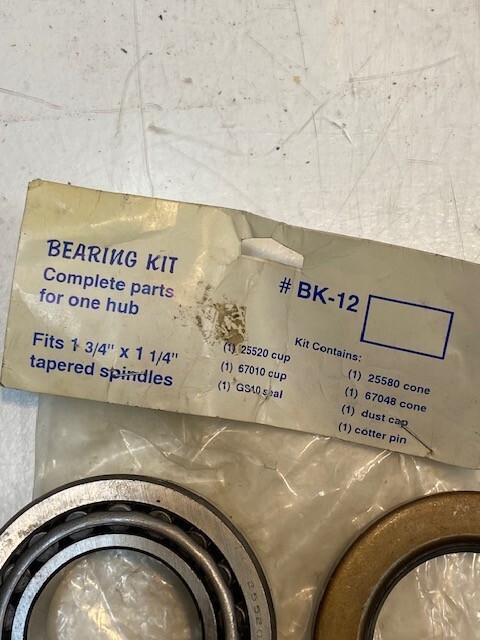 BEARING KIT
Complete parts
for one hub
Fits 1 3/4" x 1 1/4"
tapered spindles
# BK-12
Kit Contains:
(1) 25520 cup
(1) 67010 cup
(1) GS10 seal
(1) 25580 cone
(1) 67048 cone
(1) dust cap
(1) cotter pin